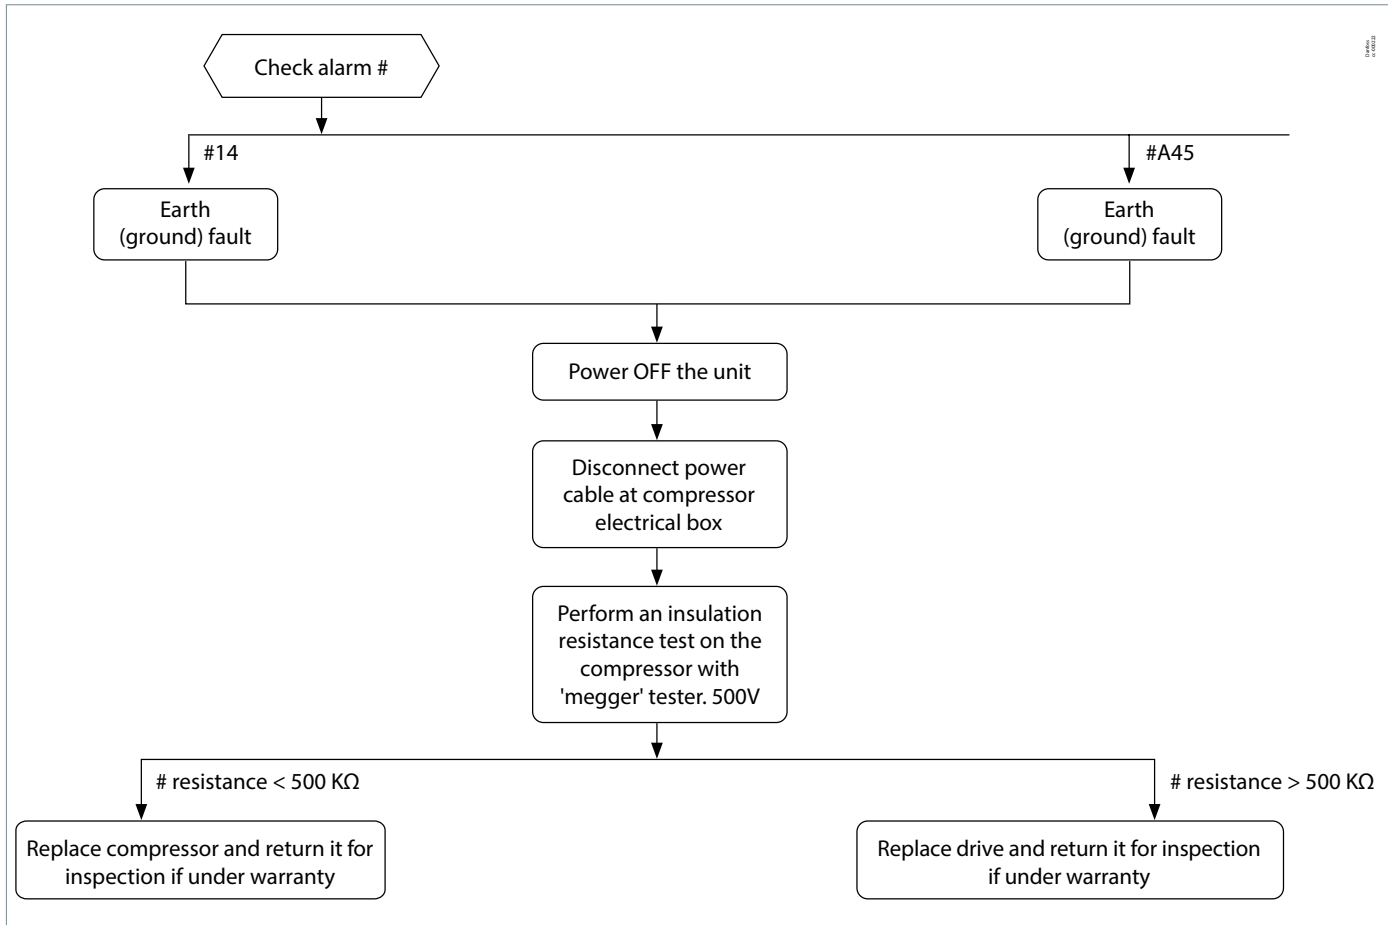 Check alarm #
#14
#A45
Earth
(ground) fault
Earth
(ground) fault
Power OFF the unit
Disconnect power
cable at compressor
electrical box
Perform an insulation
resistance test on the
compressor with
'megger' tester. 500V
# resistance < 500 KΩ
# resistance > 500 KΩ
Replace compressor and return it for
inspection if under warranty
Replace drive and return it for inspection
if under warranty
Danfoss